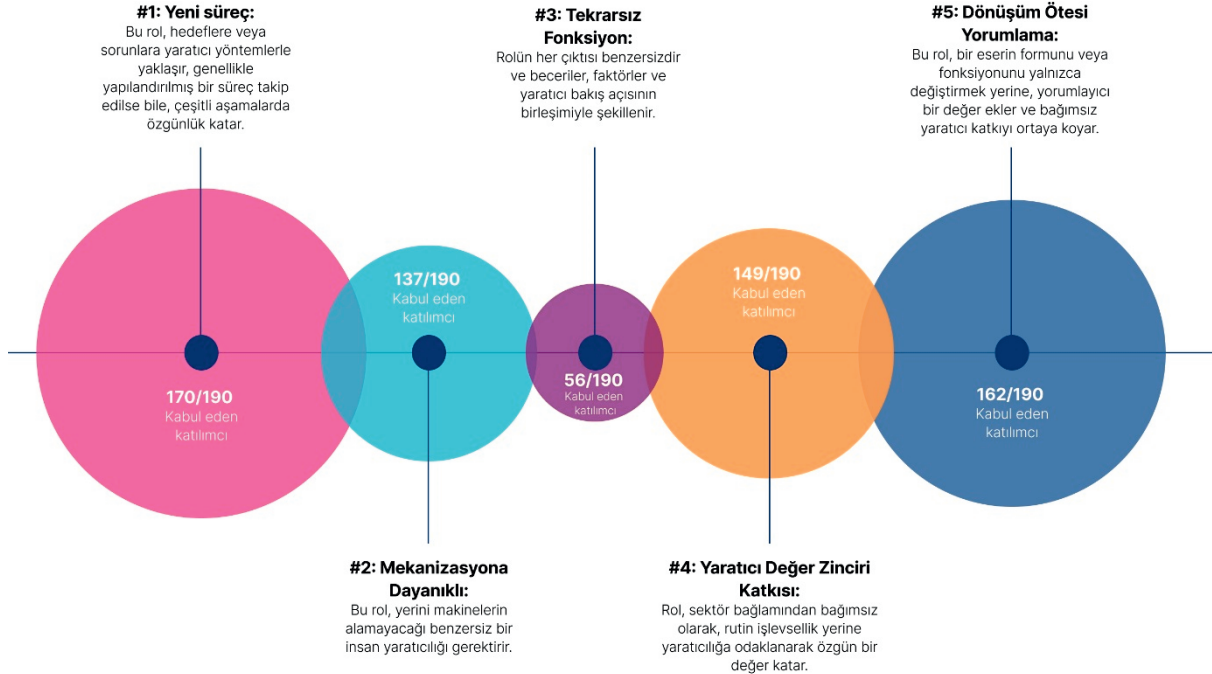 #1: Yeni süreç:
Bu rol, hedeflere veya
sorunlara yaratıcı yöntemlerle
yaklaşır, genellikle
yapılandırılmış bir süreç takip
edilse bile, çeşitli aşamalarda
özgünlük katar.
#3: Tekrarsız
Fonksiyon:
Rolün her çıktısı benzersizdir
ve beceriler, faktörler ve
yaratıcı bakış açısının
birleşimiyle şekillenir.
#5: Dönüşüm Ötesi
Yorumlama:
Bu rol, bir eserin formunu veya
fonksiyonunu yalnızca
değiştirmek yerine, yorumlayıcı
bir değer ekler ve bağımsız
yaratıcı katkıyı ortaya koyar.
170/190
Kabul eden
katılımcı
137/190
Kabul eden
katılımcı
56/190
Kabul eden
katılımcı
149/190
Kabul eden
katılımcı
162/190
Kabul eden
katılımcı
#2: Mekanizasyona
Dayanıklı:
Bu rol, yerini makinelerin
alamayacağı benzersiz bir
insan yaratıcılığı gerektirir.
#4: Yaratıcı Değer Zinciri
Katkısı:
Rol, sektör bağlamından bağımsız
olarak, rutin işlevsellik yerine
yaratıcılığa odaklanarak özgün bir
değer katar.